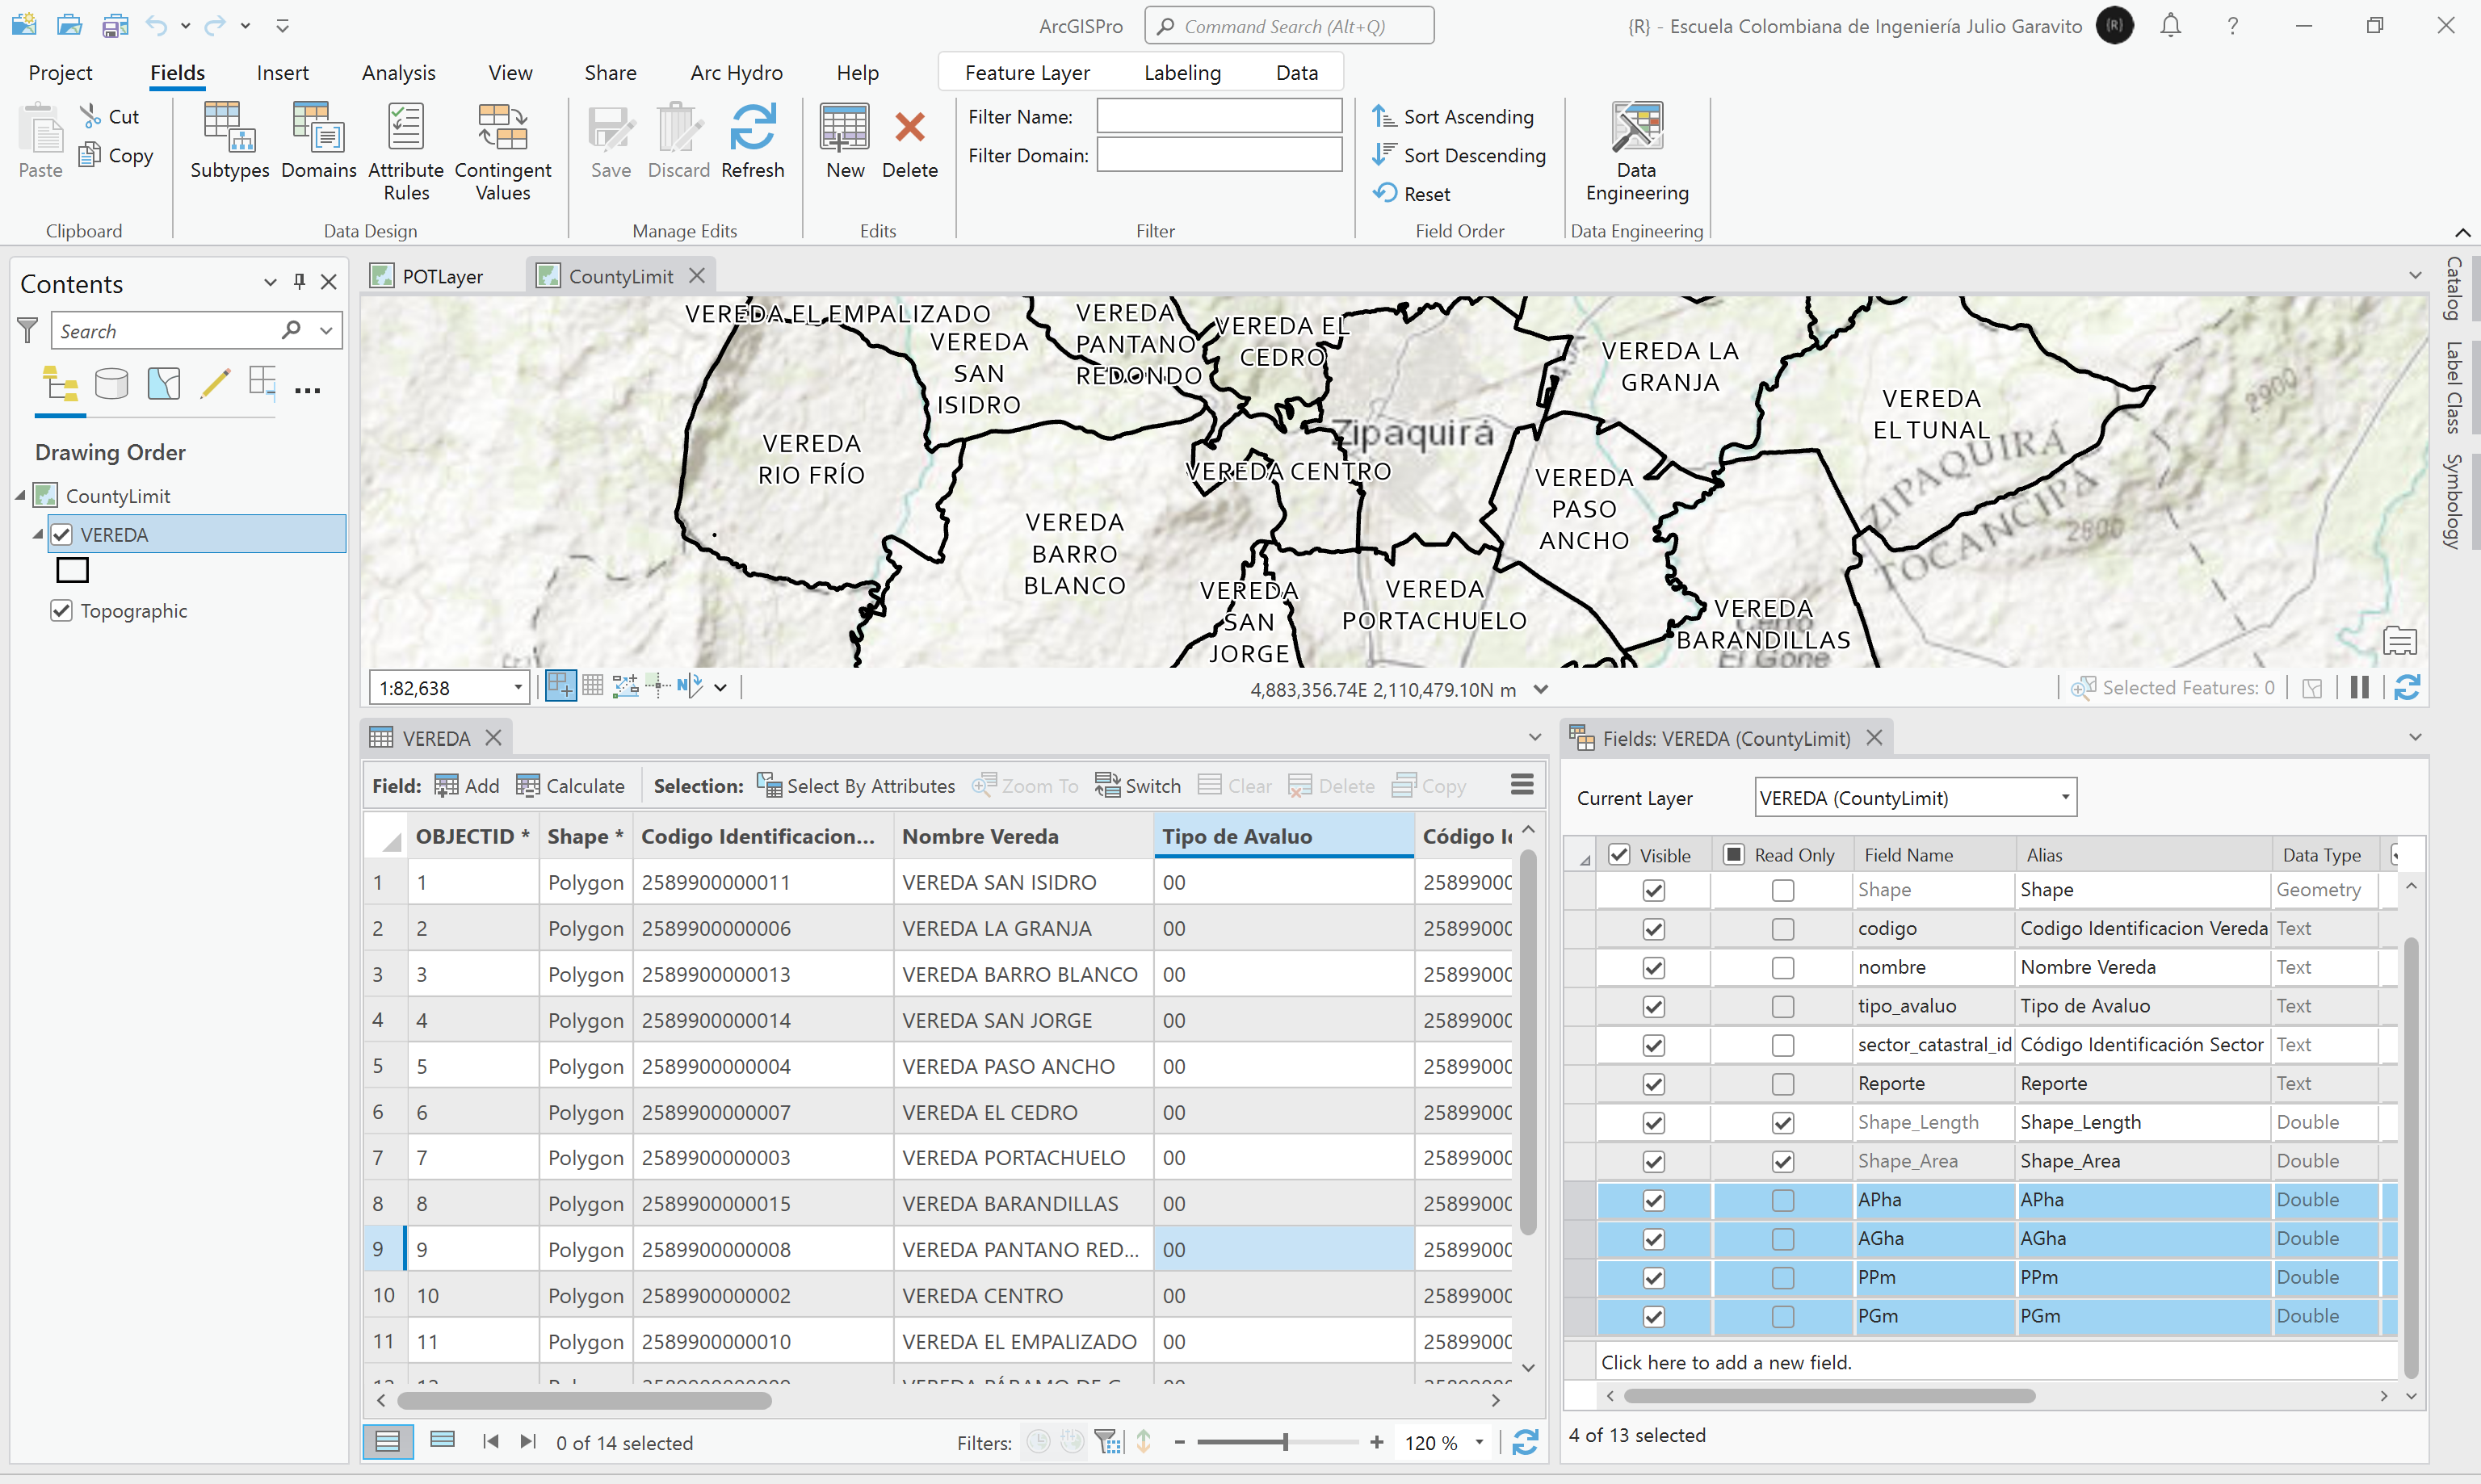 ArcGISPro
Command Search (Alt+Q)
{R} - Escuela Colombiana de Ingeniería Julio Garavito
{R}
Project Fields Insert Analysis View Share Arc Hydro Help Feature Layer Labeling Data
Paste
Cut
Copy
Clipboard
Subtypes
Domains
Attribute Rules
Contingent Values
Data Design
Save
Discard
Refresh
Manage Edits
New
Delete
Edits
Filter Name:
Filter Domain:
Filter
Sort Ascending
Sort Descending
Reset
Field Order
Data Engineering
Data Engineering
Contents
Search
Drawing Order
CountyLimit
VEREDA
Topographic
POTLayer
CountyLimit
VEREDA EL EMPALIZADO
VEREDA SAN ISIDRO
VEREDA PANTANO REDONDO
VEREDA EL CEDRO
VEREDA LA GRANJA
VEREDA EL TUNAL
2900
Zipaquirá
VEREDA RIO FRÍO
VEREDA CENTRO
VEREDA PASO ANCHO
ZIPAQUIRÁ
TOCANCIPÁ
2800
VEREDA BARRO BLANCO
VEREDA SAN JORGE
VEREDA PORTACHUELO
VEREDA BARANDILLAS
1:82,638
4,883,356.74E 2,110,479.10N m
Selected Features: 0
Catalog
Label Class
Symbology
VEREDA
Field: Add Calculate Selection: Select By Attributes Zoom To Switch Clear Delete Copy
OBJECTID * Shape * Codigo Identificacion... Nombre Vereda Tipo de Avaluo Código Id
1 1 Polygon 2589900000011 VEREDA SAN ISIDRO 00 25899000
2 2 Polygon 2589900000006 VEREDA LA GRANJA 00 25899000
3 3 Polygon 2589900000013 VEREDA BARRO BLANCO 00 25899000
4 4 Polygon 2589900000014 VEREDA SAN JORGE 00 25899000
5 5 Polygon 2589900000004 VEREDA PASO ANCHO 00 25899000
6 6 Polygon 2589900000007 VEREDA EL CEDRO 00 25899000
7 7 Polygon 2589900000003 VEREDA PORTACHUELO 00 25899000
8 8 Polygon 2589900000015 VEREDA BARANDILLAS 00 25899000
9 9 Polygon 2589900000008 VEREDA PANTANO RED... 00 25899000
10 10 Polygon 2589900000002 VEREDA CENTRO 00 25899000
11 11 Polygon 2589900000010 VEREDA EL EMPALIZADO 00 25899000
0 of 14 selected
Filters:
120 %
Fields: VEREDA (CountyLimit)
Current Layer VEREDA (CountyLimit)
Visible Read Only Field Name Alias Data Type
Shape Shape Geometry
codigo Codigo Identificacion Vereda Text
nombre Nombre Vereda Text
tipo_avaluo Tipo de Avaluo Text
sector_catastral_id Código Identificación Sector Text
Reporte Reporte Text
Shape_Length Shape_Length Double
Shape_Area Shape_Area Double
APha APha Double
AGha AGha Double
PPm PPm Double
PGm PGm Double
Click here to add a new field.
4 of 13 selected